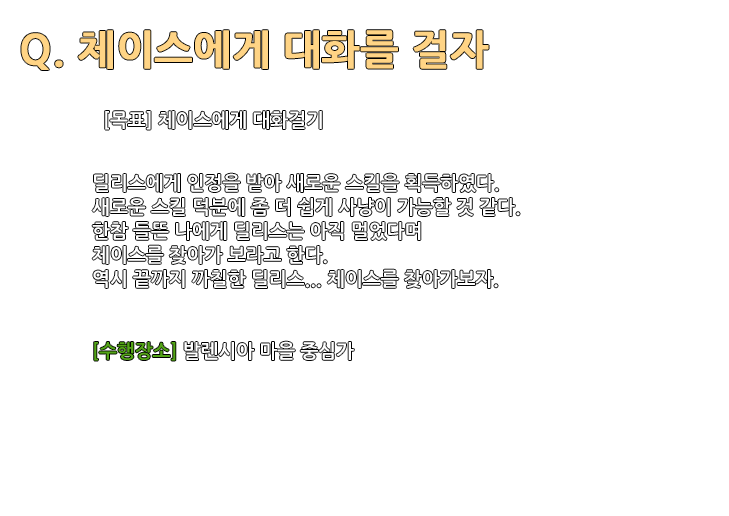 Q. 체이스에게 대화를 걸자
[목표] 체이스에게 대화걸기
딜리스에게 인정을 받아 새로운 스킬을 획득하였다.
새로운 스킬 덕분에 좀 더 쉽게 사냥이 가능할 것 같다.
한참 들뜬 나에게 딜리스는 아직 멀었다며
체이스를 찾아가 보라고 한다.
역시 끝까지 까칠한 딜리스... 체이스를 찾아가보자.
[수행장소] 발렌시아 마을 중심가